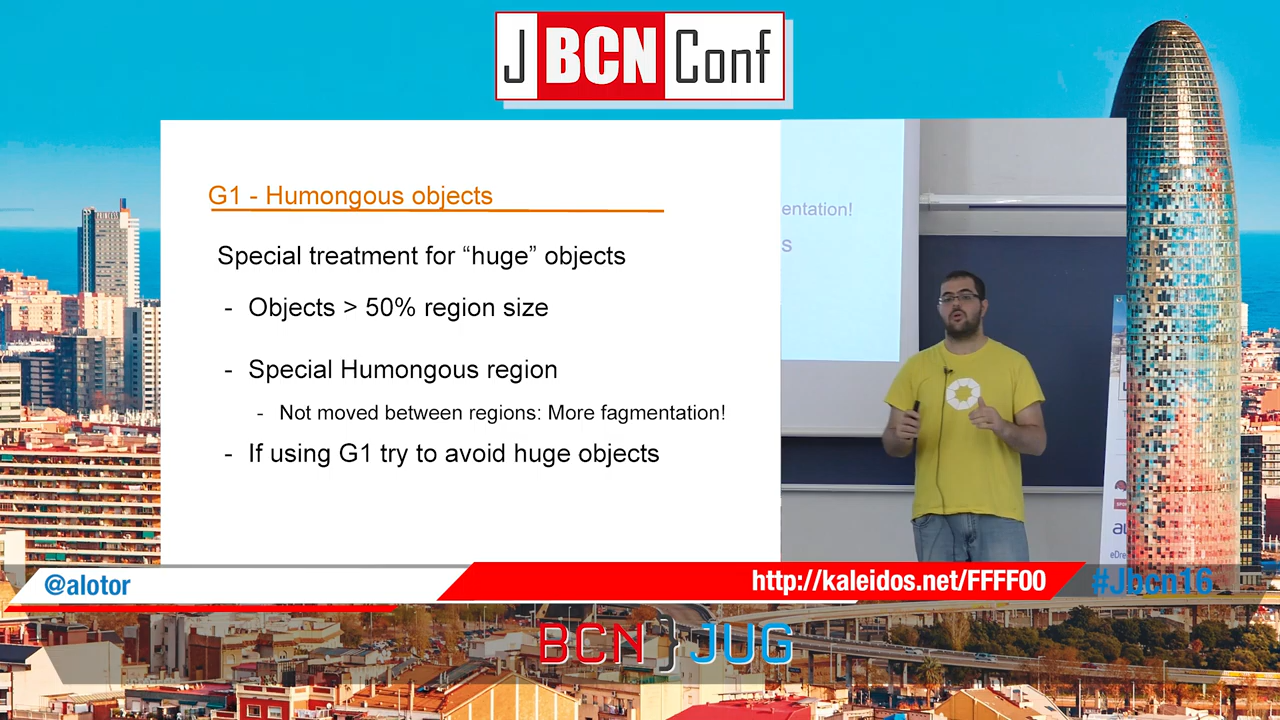 J BCN Conf
G1 - Humongous objects
Special treatment for “huge” objects
- Objects > 50% region size
- Special Humongous region
- Not moved between regions: More fagmentation!
- If using G1 try to avoid huge objects
entation!
s
@alotor
http://kaleidos.net/FFFF00
#Jbcn16
BCN JUG